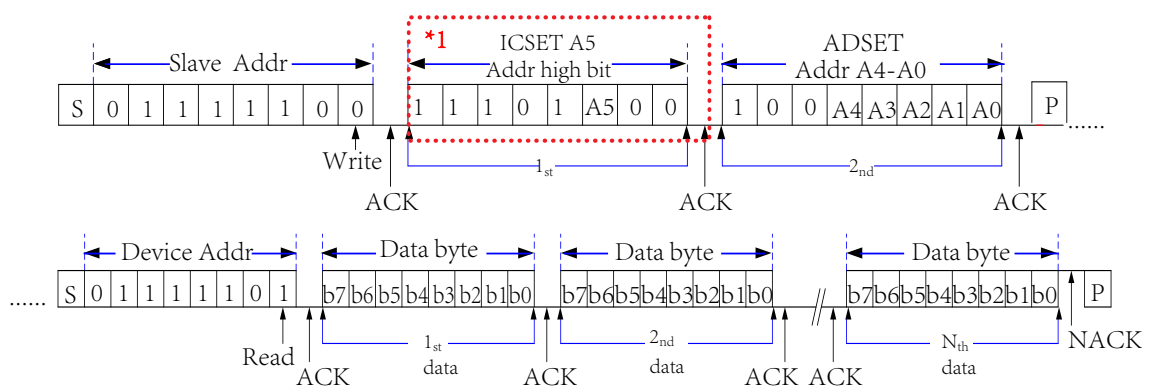 *1
ICSET A5
ADSET
Slave Addr
Addr high bit
Addr A4-A0
S 0 1 1 1 1 1 0 0 1 1 1 0 1 A5 0 0 1 0 0 A4 A3 A2 A1 A0 P
......
Write
1st
2nd
ACK
ACK
ACK
Device Addr
Data byte
Data byte
Data byte
...... S 0 1 1 1 1 1 0 1 b7 b6 b5 b4 b3 b2 b1 b0 b7 b6 b5 b4 b3 b2 b1 b0 // b7 b6 b5 b4 b3 b2 b1 b0 P
Read
1st
data
2nd
data
Nth
data
NACK
ACK
ACK
ACK
ACK